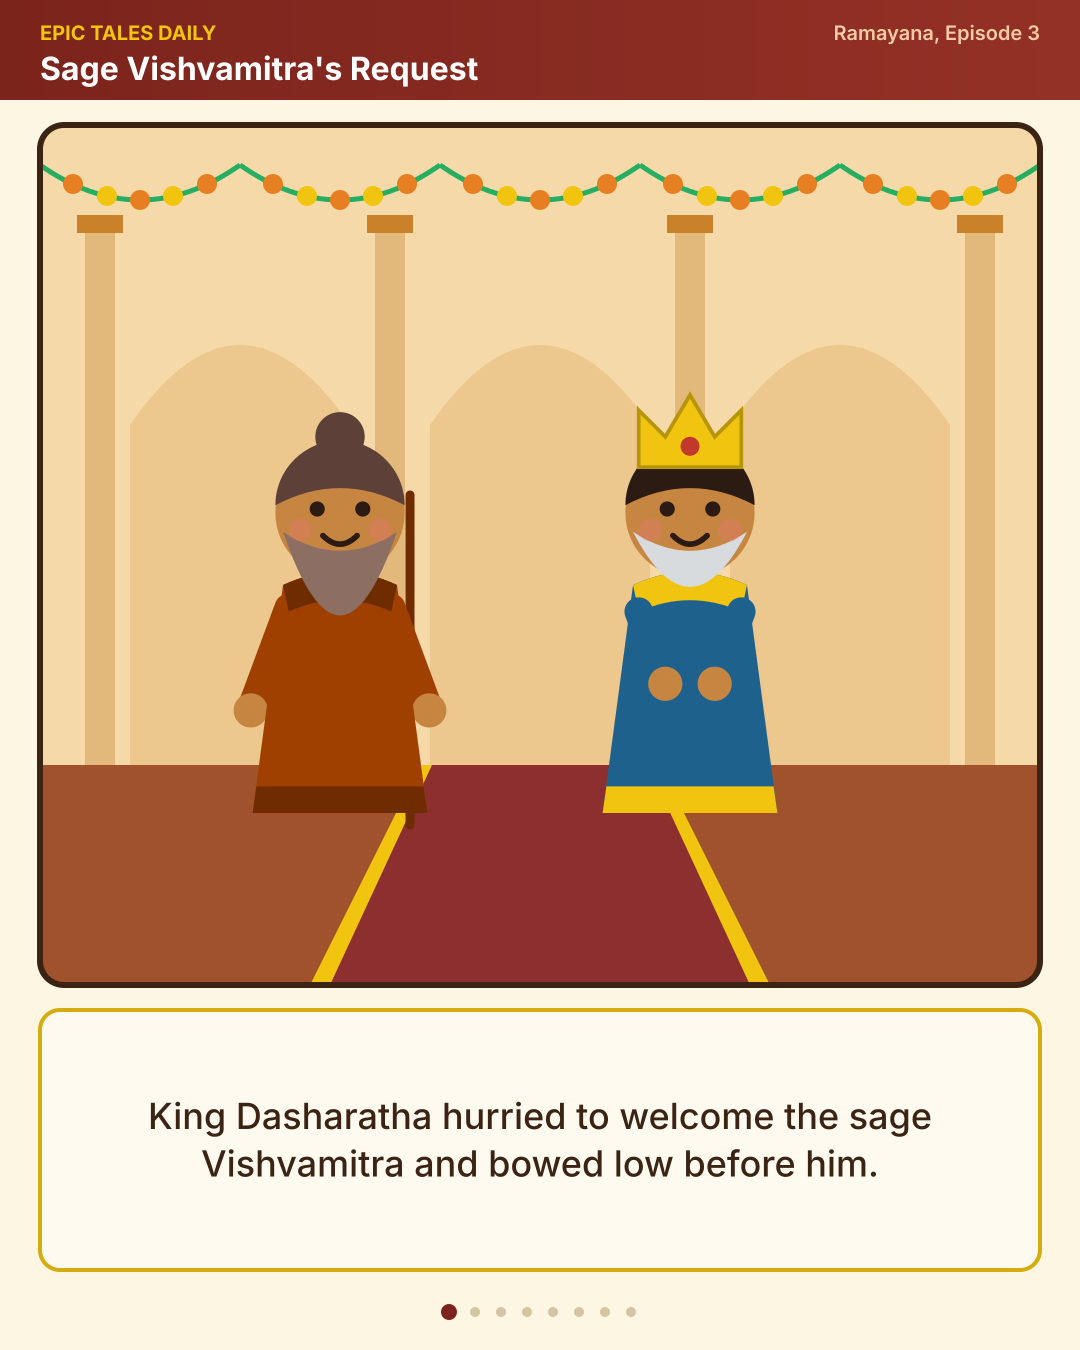 EPIC TALES DAILY
Ramayana, Episode 3
Sage Vishvamitra's Request
King Dasharatha hurried to welcome the sage
Vishvamitra and bowed low before him.